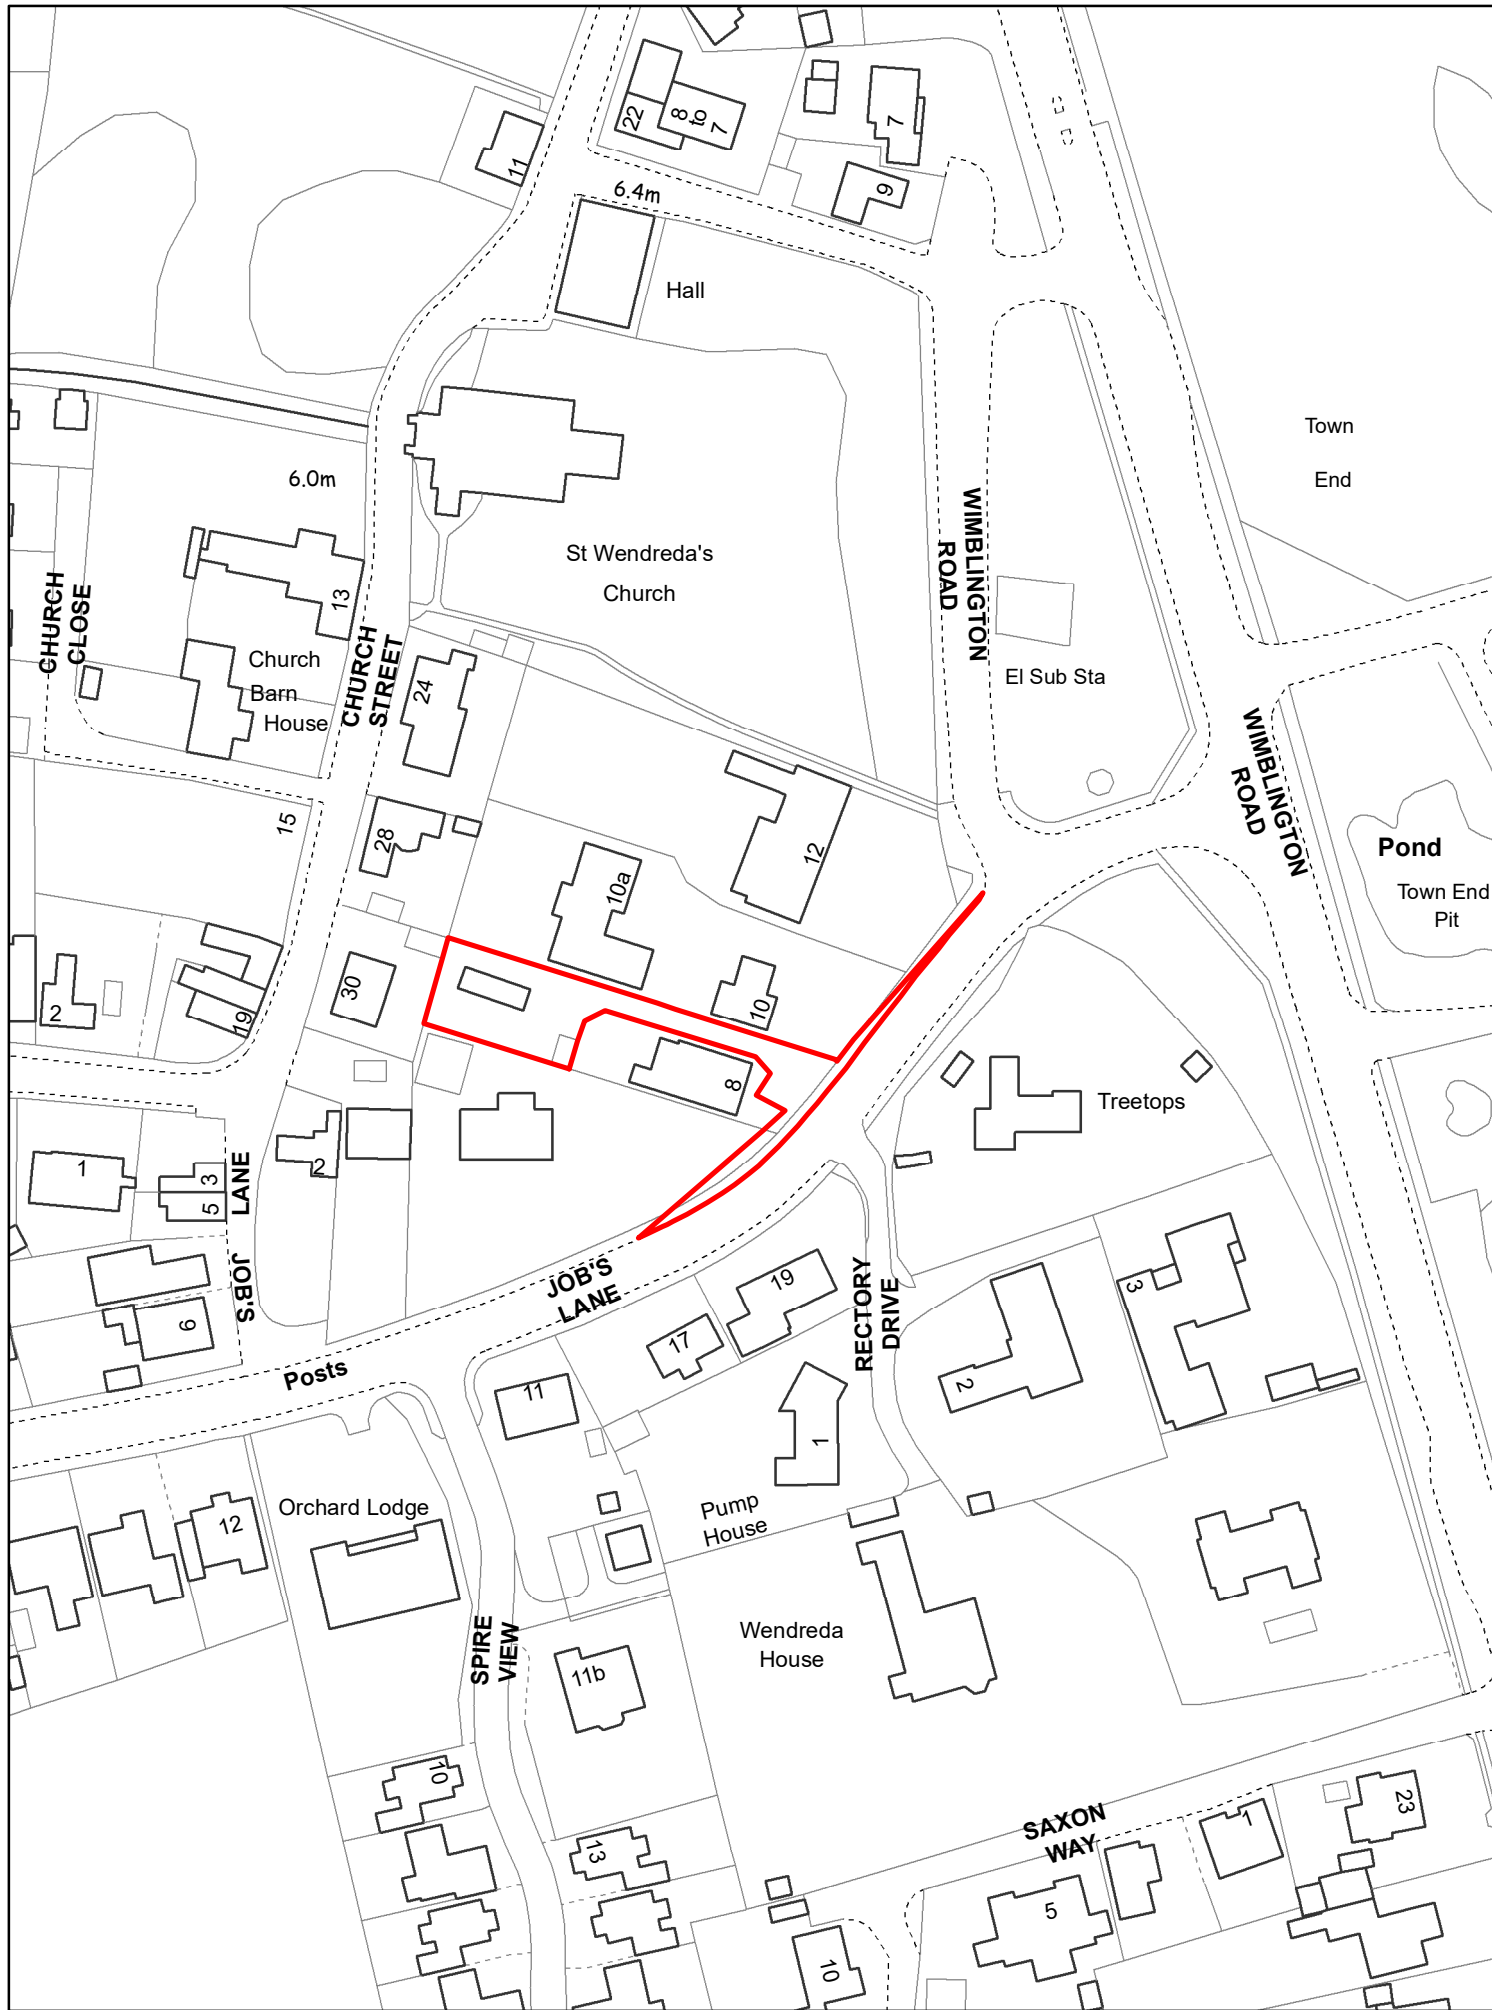 22
8
to
7
7
11
9
6.4m
Hall
Town
End
6.0m
St Wendreda's
Church
WIMBLINGTON
ROAD
CHURCH
CLOSE
13
Church
Barn
House
CHURCH
STREET
24
El Sub Sta
WIMBLINGTON
ROAD
15
28
12
Pond
Town End
Pit
10a
30
10
2
19
8
Treetops
1
3
5
LANE
JOB'S
2
6
JOB'S
LANE
19
17
RECTORY
DRIVE
3
2
Posts
11
1
12
Orchard Lodge
Pump
House
SPIRE
VIEW
11b
Wendreda
House
10
13
SAXON
WAY
1
23
5
10